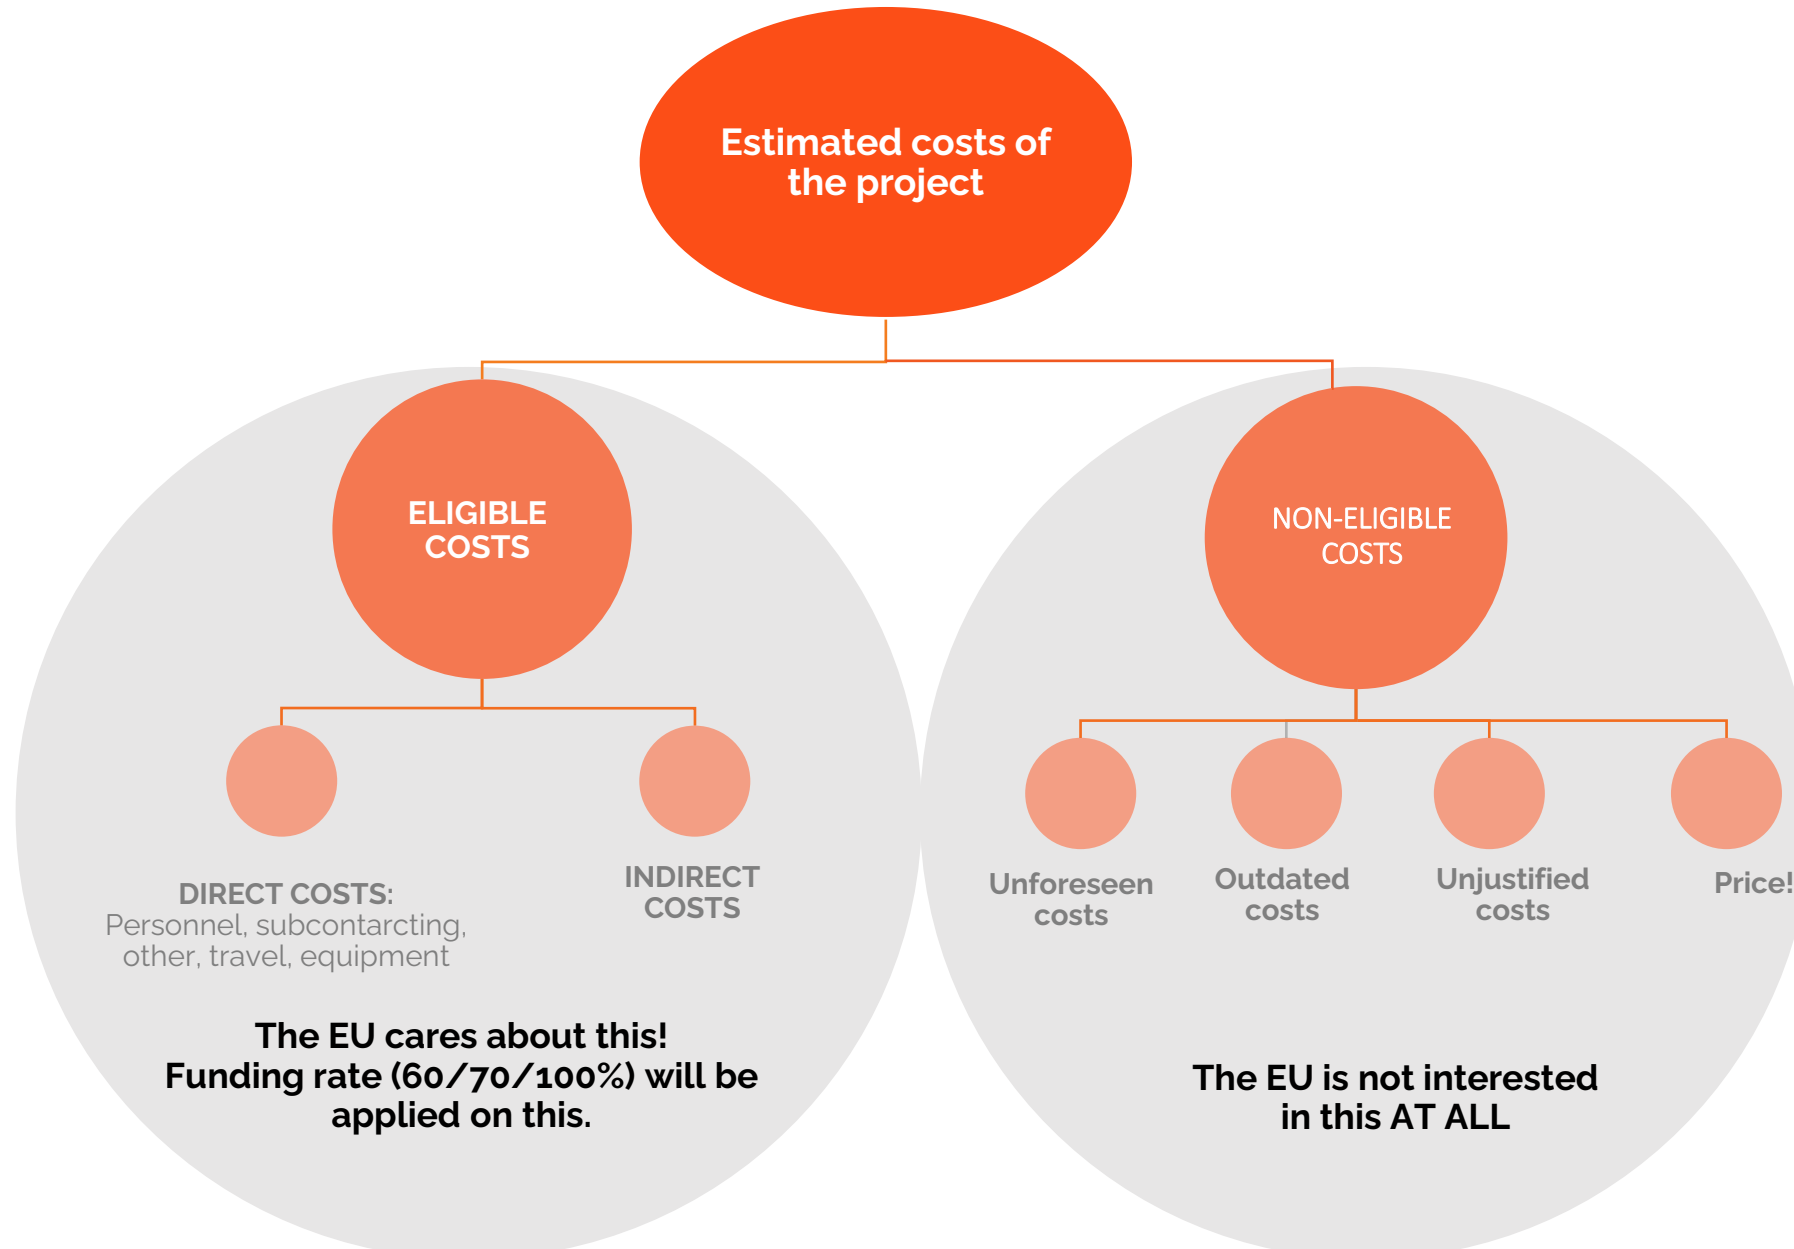 Estimated costs of
the project
ELIGIBLE
COSTS
NON-ELIGIBLE
COSTS
DIRECT COSTS:
Personnel, subcontarcting,
other, travel, equipment
INDIRECT
COSTS
Unforeseen
costs
Outdated
costs
Unjustified
costs
Price!
The EU cares about this!
Funding rate (60/70/100%) will be
applied on this.
The EU is not interested
in this AT ALL